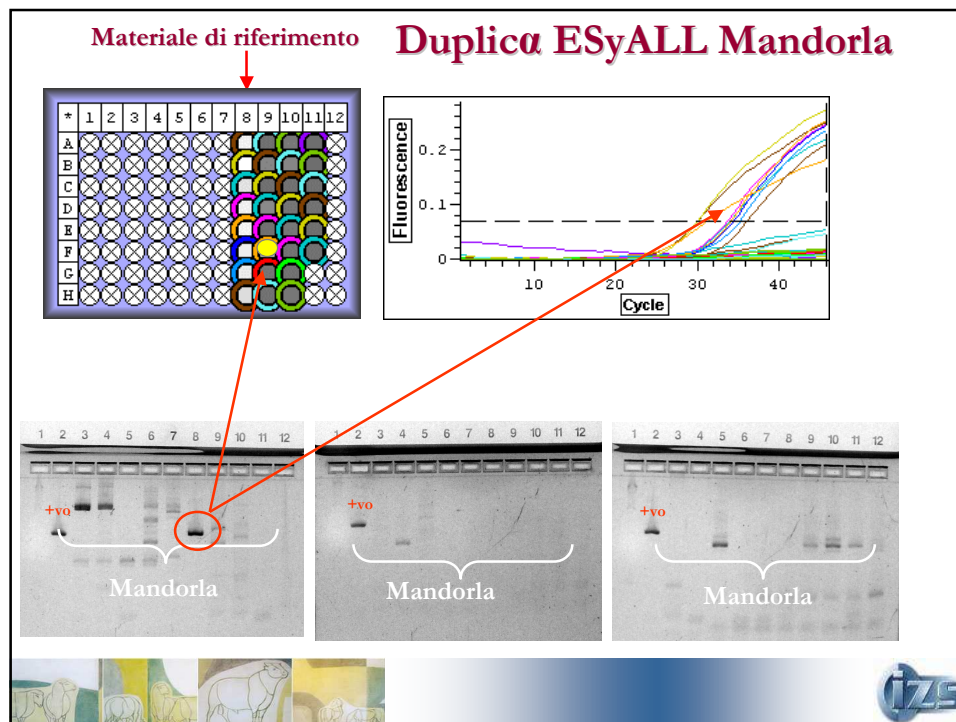 Materiale di riferimento
Duplicα ESyALL Mandorla
* 1 2 3 4 5 6 7 8 9 10 11 12
A
B
C
D
E
F
G
H
Fluorescence
0.2
0.1
0
10 20 30 40
Cycle
1 2 3 4 5 6 7 8 9 10 11 12
+vo
Mandorla
1 2 3 4 5 6 7 8 9 10 11 12
+vo
Mandorla
1 2 3 4 5 6 7 8 9 10 11 12
+vo
Mandorla
izs